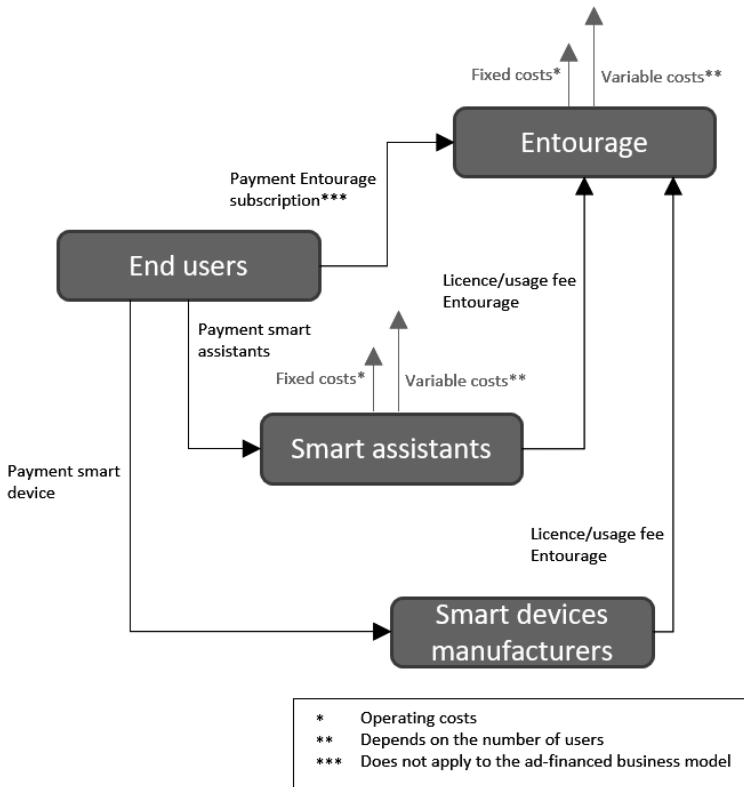 Fixed costs*
Variable costs**
Entourage
Payment Entourage
subscription***
End users
Licence/usage fee
Entourage
Payment smart
assistants
Fixed costs*
Variable costs**
Smart assistants
Payment smart
device
Licence/usage fee
Entourage
Smart devices
manufacturers
* Operating costs
** Depends on the number of users
*** Does not apply to the ad-financed business model